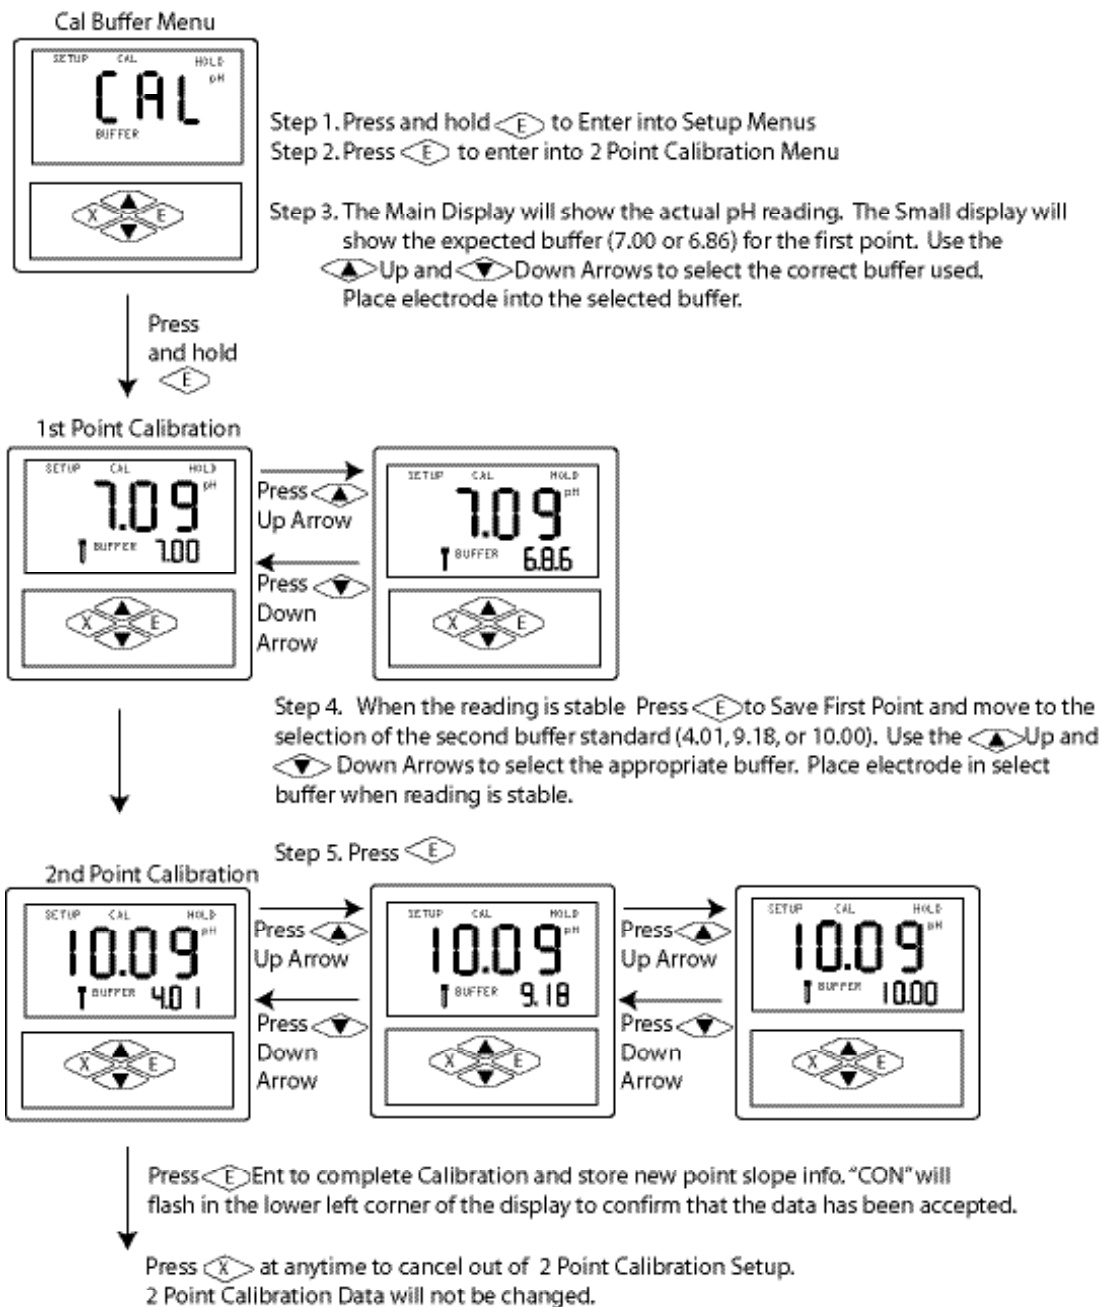 Cal Buffer Menu
SETUP CAL HOLD
CAL pH
BUFFER
X E
Step 1. Press and hold E to Enter into Setup Menus
Step 2. Press E to enter into 2 Point Calibration Menu
Step 3. The Main Display will show the actual pH reading. The Small display will
show the expected buffer (7.00 or 6.86) for the first point. Use the
Up and Down Arrows to select the correct buffer used.
Place electrode into the selected buffer.
Press
and hold
E
1st Point Calibration
SETUP CAL HOLD
7.09 pH
BUFFER 7.00
X E
Press
Up Arrow
Press
Down
Arrow
SETUP CAL HOLD
7.09 pH
BUFFER 6.8.6
X E
Step 4. When the reading is stable Press E to Save First Point and move to the
selection of the second buffer standard (4.01, 9.18, or 10.00). Use the Up and
Down Arrows to select the appropriate buffer. Place electrode in select
buffer when reading is stable.
Step 5. Press E
2nd Point Calibration
SETUP CAL HOLD
10.09 pH
BUFFER 4.01
X E
Press
Up Arrow
Press
Down
Arrow
SETUP CAL HOLD
10.09 pH
BUFFER 9.18
X E
Press
Up Arrow
Press
Down
Arrow
SETUP CAL HOLD
10.09 pH
BUFFER 10.00
X E
Press E Ent to complete Calibration and store new point slope info. "CON" will
flash in the lower left corner of the display to confirm that the data has been accepted.
Press X at anytime to cancel out of 2 Point Calibration Setup.
2 Point Calibration Data will not be changed.